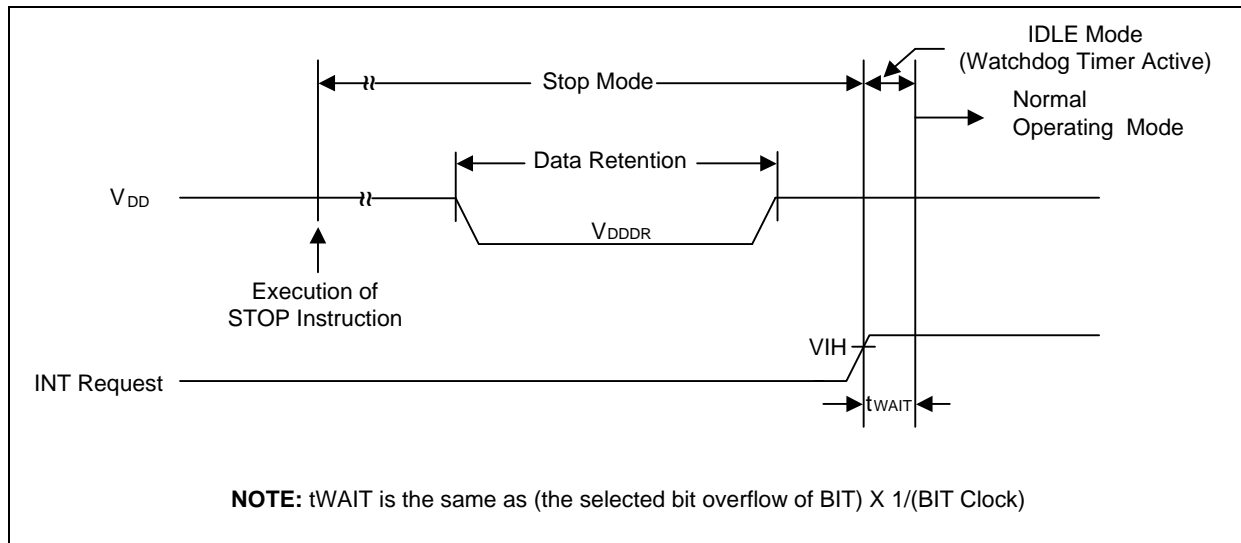 IDLE Mode
(Watchdog Timer Active)
Stop Mode
Normal
Operating Mode
Data Retention
VDD
VDDDR
Execution of
STOP Instruction
VIH
INT Request
tWAIT
NOTE: tWAIT is the same as (the selected bit overflow of BIT) X 1/(BIT Clock)